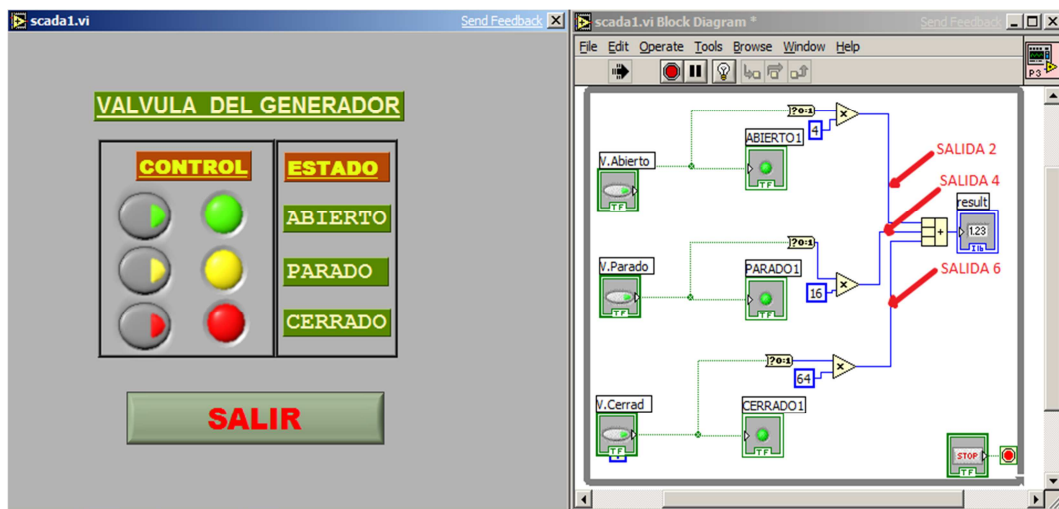 scada1.vi
Send Feedback
VALVULA DEL GENERADOR
CONTROL
ESTADO
ABIERTO
PARADO
CERRADO
SALIR
scada1.vi Block Diagram *
Send Feedback
File Edit Operate Tools Browse Window Help
P3
?0:1
4
ABIERTO1
V.Abierto
TF
TF
SALIDA 2
SALIDA 4
result
1.23
I16
?0:1
V.Parado
PARADO1
16
TF
TF
SALIDA 6
?0:1
64
V.Cerrad
CERRADO1
TF
TF
STOP
TF